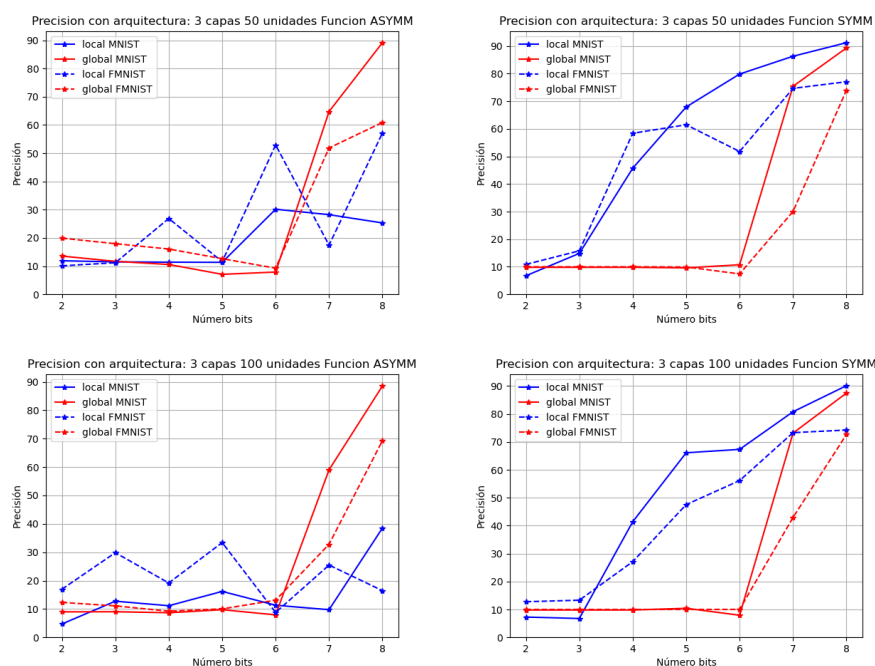 Precision con arquitectura: 3 capas 50 unidades Funcion ASYMM
90
80
70
60
50
40
30
20
10
0
Precisión
local MNIST
global MNIST
local FMNIST
global FMNIST
2 3 4 5 6 7 8
Número bits
Precision con arquitectura: 3 capas 50 unidades Funcion SYMM
90
80
70
60
50
40
30
20
10
0
Precisión
local MNIST
global MNIST
local FMNIST
global FMNIST
2 3 4 5 6 7 8
Número bits
Precision con arquitectura: 3 capas 100 unidades Funcion ASYMM
90
80
70
60
50
40
30
20
10
0
Precisión
local MNIST
global MNIST
local FMNIST
global FMNIST
2 3 4 5 6 7 8
Número bits
Precision con arquitectura: 3 capas 100 unidades Funcion SYMM
90
80
70
60
50
40
30
20
10
0
Precisión
local MNIST
global MNIST
local FMNIST
global FMNIST
2 3 4 5 6 7 8
Número bits